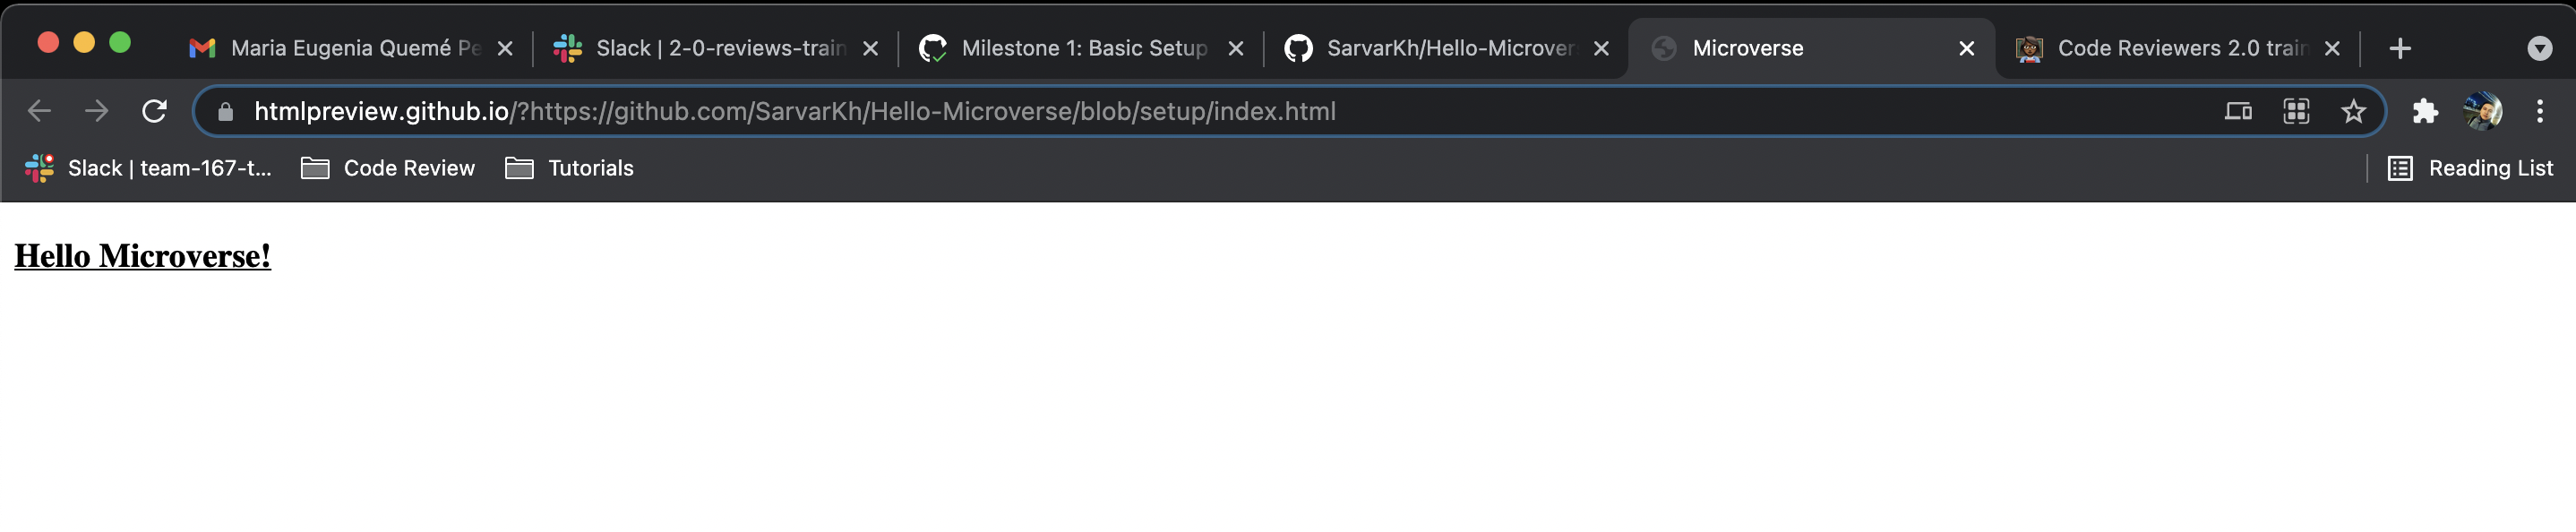 Maria Eugenia Quemé Pe
Slack | 2-0-reviews-train
Milestone 1: Basic Setup
SarvarKh/Hello-Microver
Microverse
Code Reviewers 2.0 train
htmlpreview.github.io/?https://github.com/SarvarKh/Hello-Microverse/blob/setup/index.html
Slack | team-167-t...
Code Review
Tutorials
Reading List
Hello Microverse!